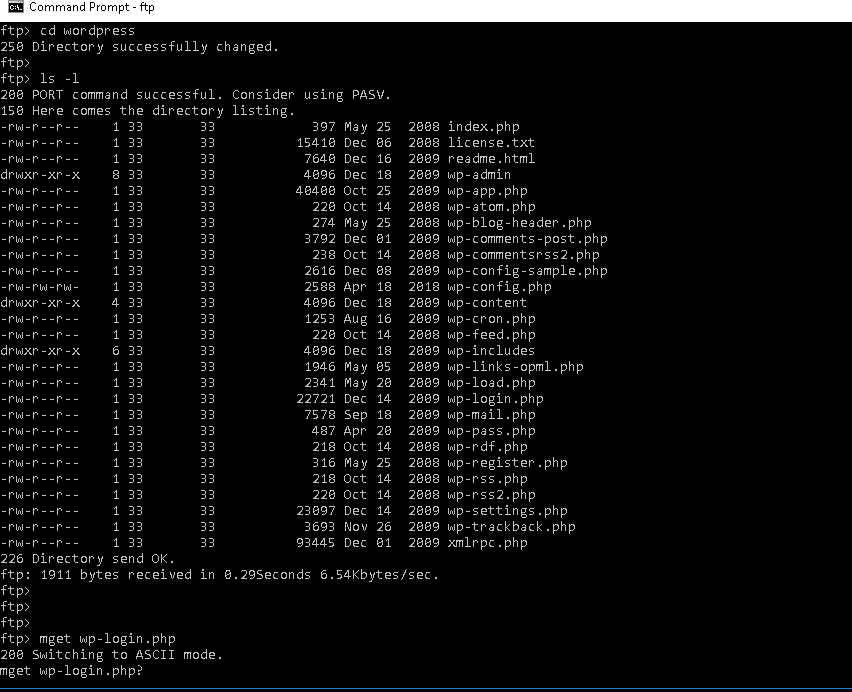 Command Prompt - ftp
ftp> cd wordpress
250 Directory successfully changed.
ftp>
ftp> ls -l
200 PORT command successful. Consider using PASV.
150 Here comes the directory listing.
-rw-r--r--    1 33       33            397 May 25  2008 index.php
-rw-r--r--    1 33       33          15410 Dec 06  2008 license.txt
-rw-r--r--    1 33       33           7640 Dec 16  2009 readme.html
drwxr-xr-x    8 33       33           4096 Dec 18  2009 wp-admin
-rw-r--r--    1 33       33          40400 Oct 25  2009 wp-app.php
-rw-r--r--    1 33       33            220 Oct 14  2008 wp-atom.php
-rw-r--r--    1 33       33            274 May 25  2008 wp-blog-header.php
-rw-r--r--    1 33       33           3792 Dec 01  2009 wp-comments-post.php
-rw-r--r--    1 33       33            238 Oct 14  2008 wp-commentsrss2.php
-rw-r--r--    1 33       33           2616 Dec 08  2009 wp-config-sample.php
-rw-rw-rw-    1 33       33           2588 Apr 18  2018 wp-config.php
drwxr-xr-x    4 33       33           4096 Dec 18  2009 wp-content
-rw-r--r--    1 33       33           1253 Aug 16  2009 wp-cron.php
-rw-r--r--    1 33       33            220 Oct 14  2008 wp-feed.php
drwxr-xr-x    6 33       33           4096 Dec 18  2009 wp-includes
-rw-r--r--    1 33       33           1946 May 05  2009 wp-links-opml.php
-rw-r--r--    1 33       33           2341 May 20  2009 wp-load.php
-rw-r--r--    1 33       33          22721 Dec 14  2009 wp-login.php
-rw-r--r--    1 33       33           7578 Sep 18  2009 wp-mail.php
-rw-r--r--    1 33       33            487 Apr 20  2009 wp-pass.php
-rw-r--r--    1 33       33            218 Oct 14  2008 wp-rdf.php
-rw-r--r--    1 33       33            316 May 25  2008 wp-register.php
-rw-r--r--    1 33       33            218 Oct 14  2008 wp-rss.php
-rw-r--r--    1 33       33            220 Oct 14  2008 wp-rss2.php
-rw-r--r--    1 33       33          23097 Dec 14  2009 wp-settings.php
-rw-r--r--    1 33       33           3693 Nov 26  2009 wp-trackback.php
-rw-r--r--    1 33       33          93445 Dec 01  2009 xmlrpc.php
226 Directory send OK.
ftp: 1911 bytes received in 0.29Seconds 6.54Kbytes/sec.
ftp>
ftp>
ftp>
ftp> mget wp-login.php
200 Switching to ASCII mode.
mget wp-login.php?